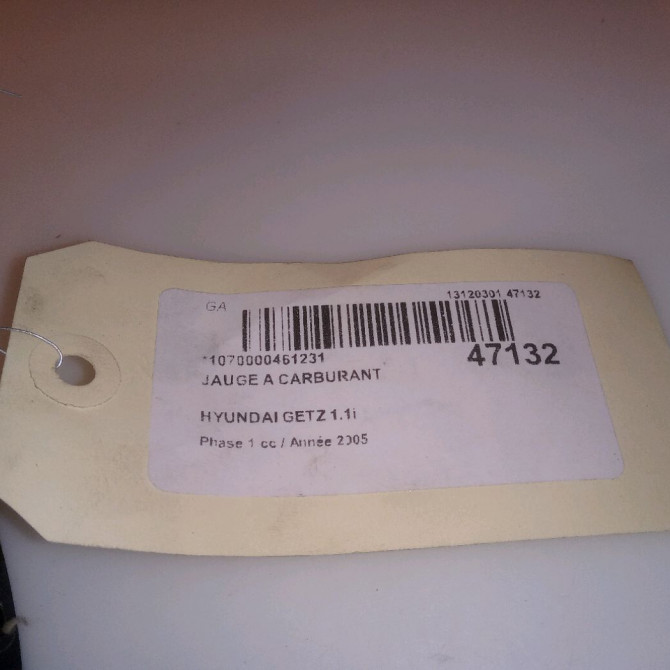 GA 13120301 47132
*1070000461231 47132
JAUGE A CARBURANT
HYUNDAI GETZ 1.1i
Phase 1 cc / Année 2005